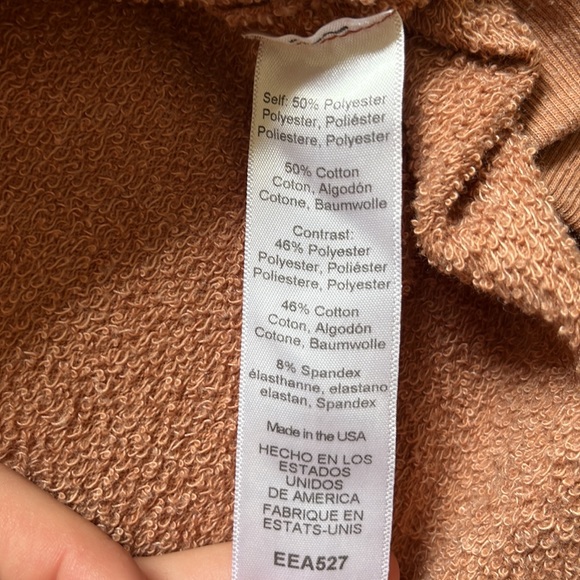 Self: 50% Polyester
Polyester, Poliéster
Poliestere, Polyester
50% Cotton
Coton, Algodón
Cotone, Baumwolle
Contrast:
46% Polyester
Polyester, Poliéster
Poliestere, Polyester
46% Cotton
Coton, Algodón
Cotone, Baumwolle
8% Spandex
élasthanne, elastano
elastan, Spandex
Made in the USA
HECHO EN LOS
ESTADOS
UNIDOS
DE AMERICA
FABRIQUE EN
ESTATS-UNIS
EEA527